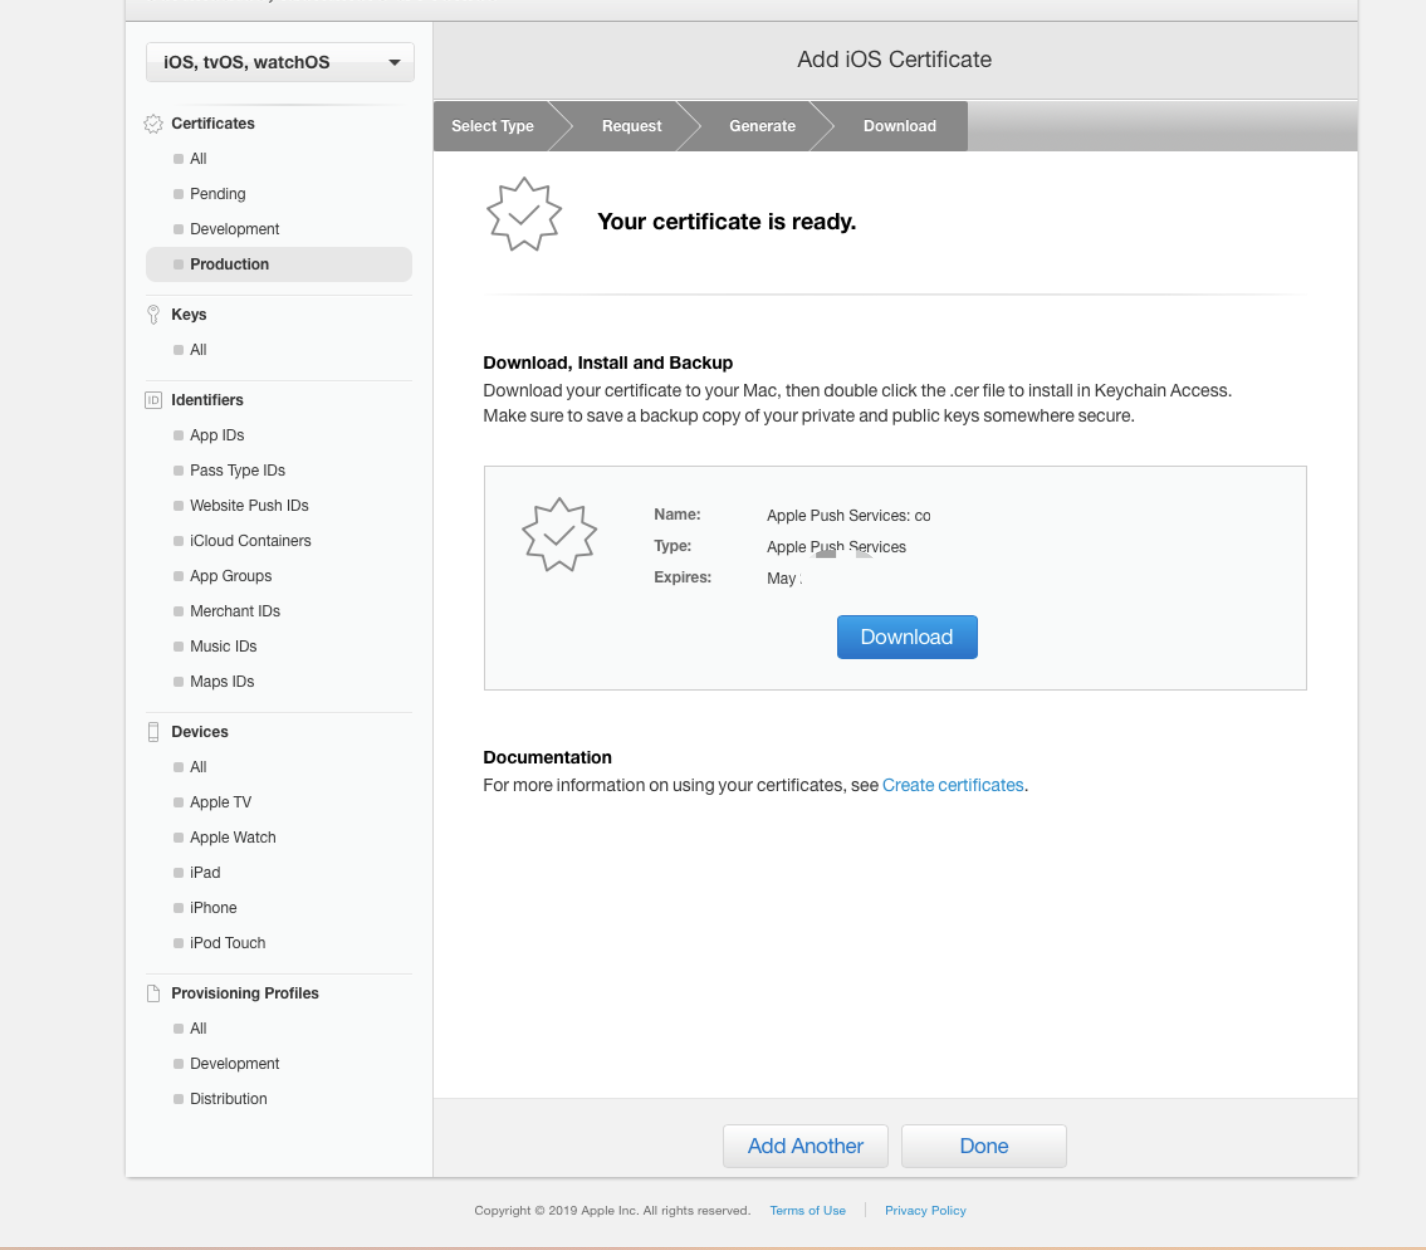 iOS, tvOS, watchOS
Certificates
All
Pending
Development
Production
Keys
All
Identifiers
ID
App IDs
Pass Type IDs
Website Push IDs
iCloud Containers
App Groups
Merchant IDs
Music IDs
Maps IDs
Devices
All
Apple TV
Apple Watch
iPad
iPhone
iPod Touch
Provisioning Profiles
All
Development
Distribution
Add iOS Certificate
Select Type
Request
Generate
Download
Your certificate is ready.
Download, Install and Backup
Download your certificate to your Mac, then double click the .cer file to install in Keychain Access.
Make sure to save a backup copy of your private and public keys somewhere secure.
Name: Apple Push Services: co
Type: Apple Push Services
Expires: May
Download
Documentation
For more information on using your certificates, see Create certificates.
Add Another
Done
Copyright © 2019 Apple Inc. All rights reserved. Terms of Use Privacy Policy